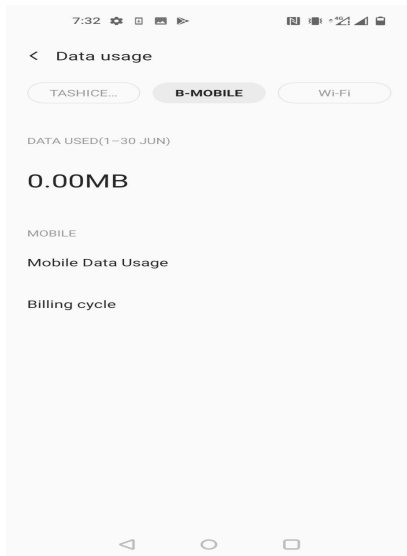 7:32
Data usage
TASHICE... B-MOBILE Wi-Fi
DATA USED(1–30 JUN)
0.00MB
MOBILE
Mobile Data Usage
Billing cycle